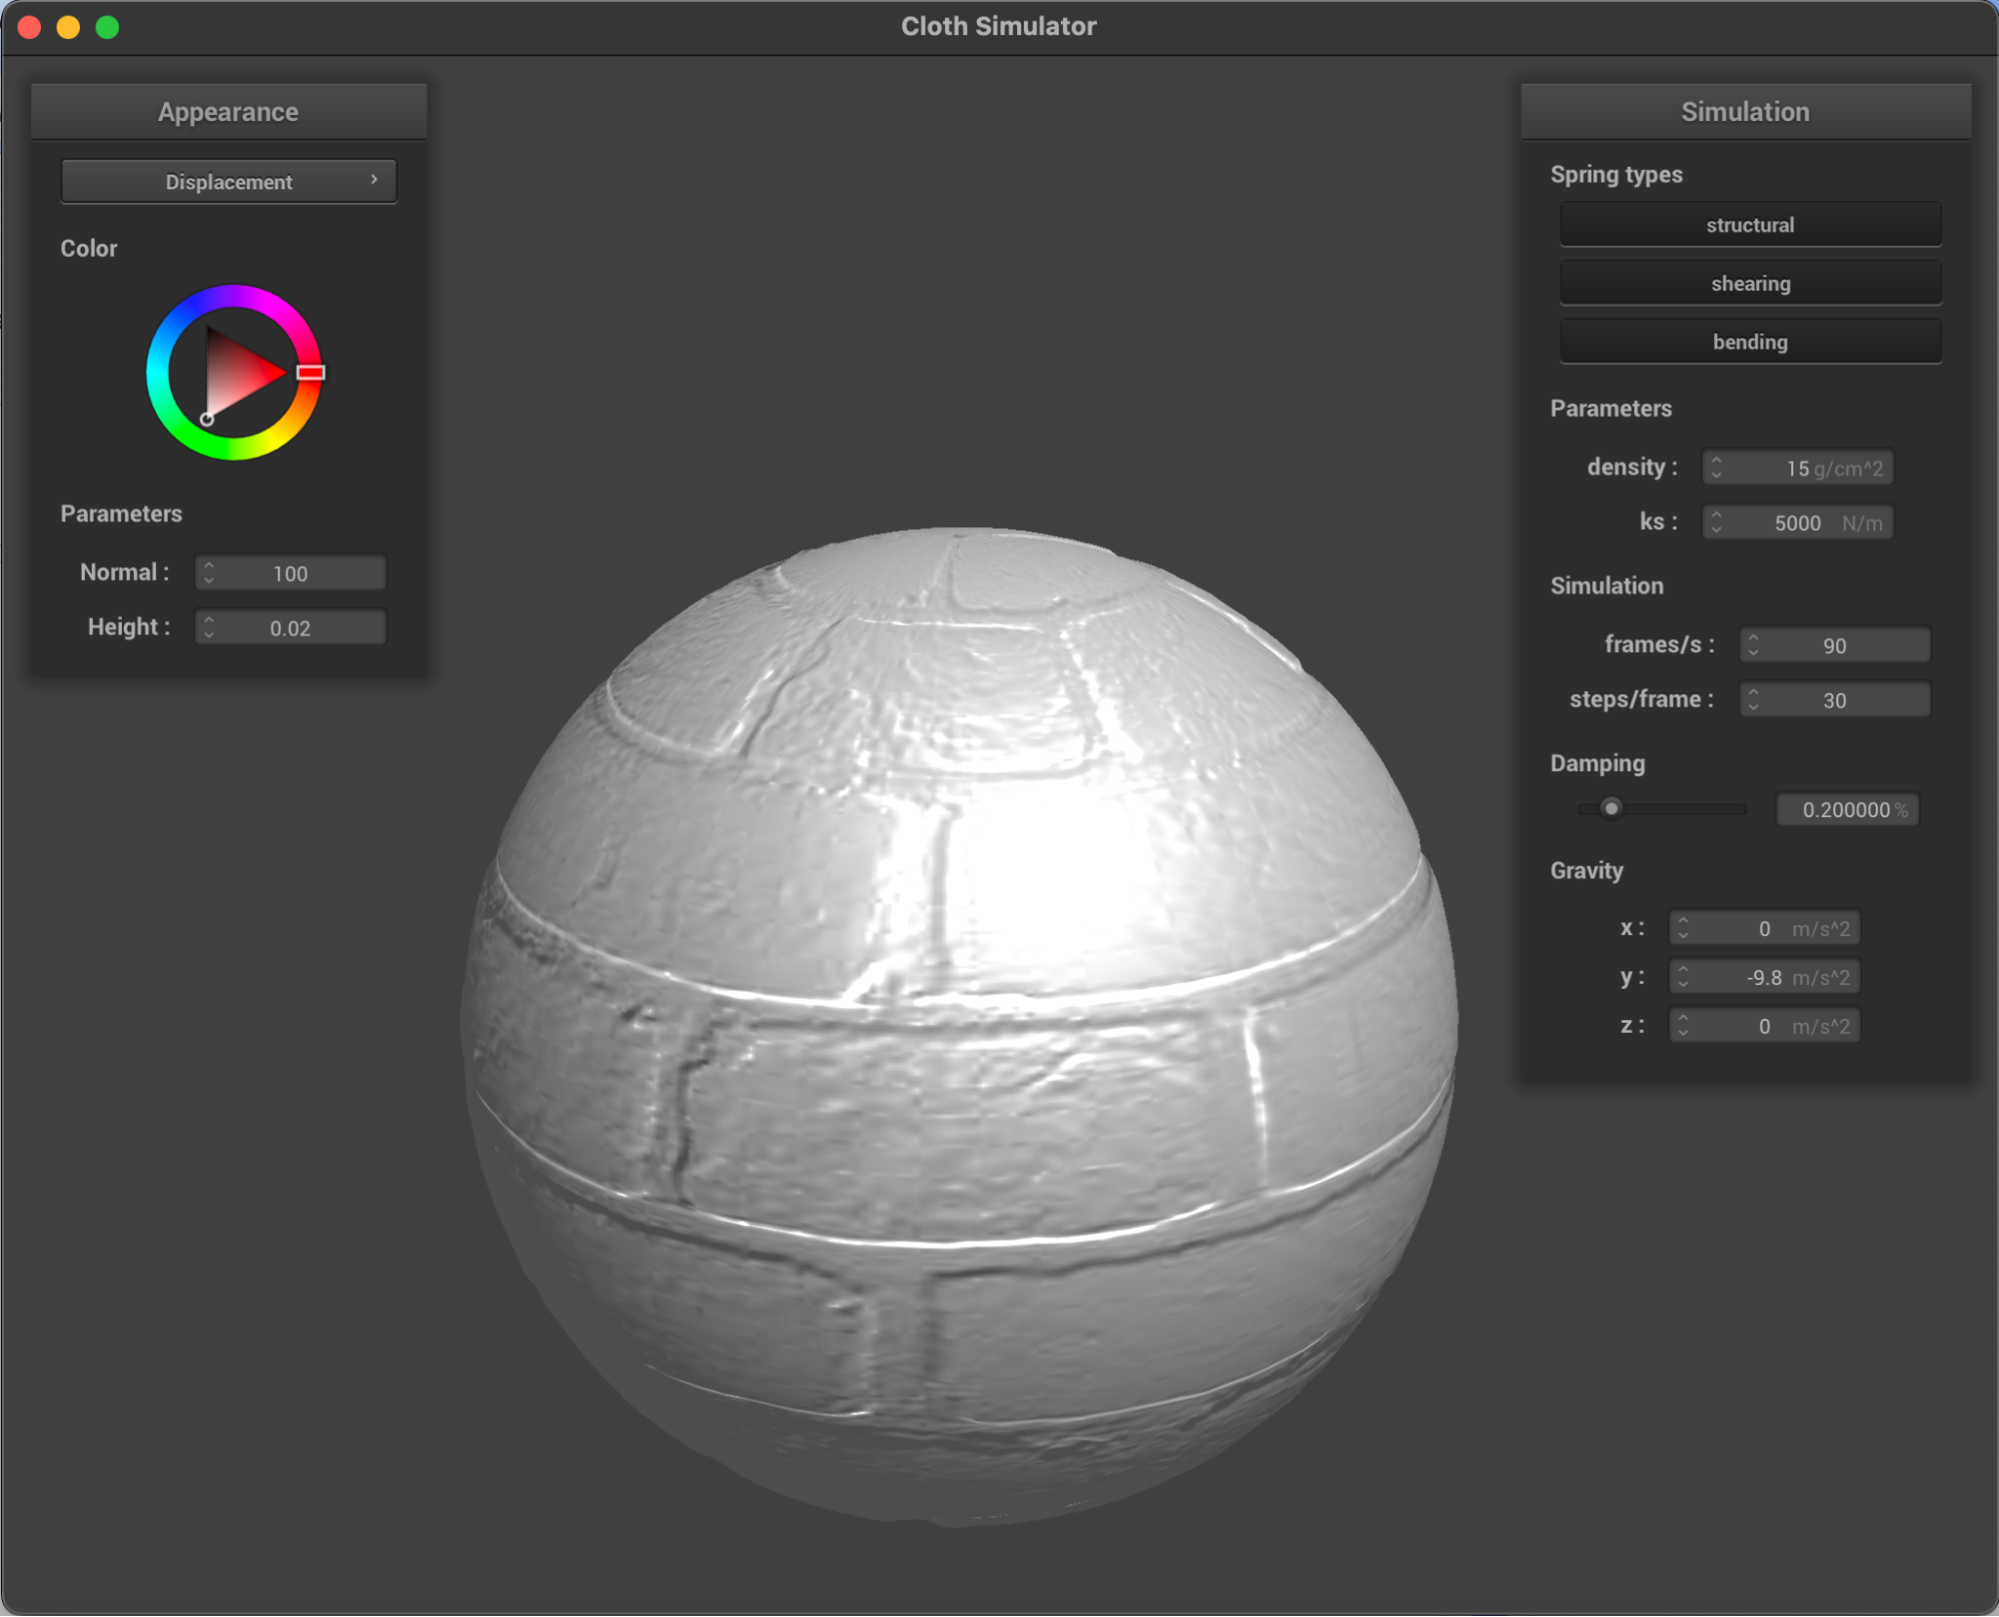 Cloth Simulator
Appearance
Displacement
Color
Parameters
Normal : 100
Height : 0.02
Simulation
Spring types
structural
shearing
bending
Parameters
density : 15 g/cm^2
ks : 5000 N/m
Simulation
frames/s : 90
steps/frame : 30
Damping
0.200000 %
Gravity
x : 0 m/s^2
y : -9.8 m/s^2
z : 0 m/s^2